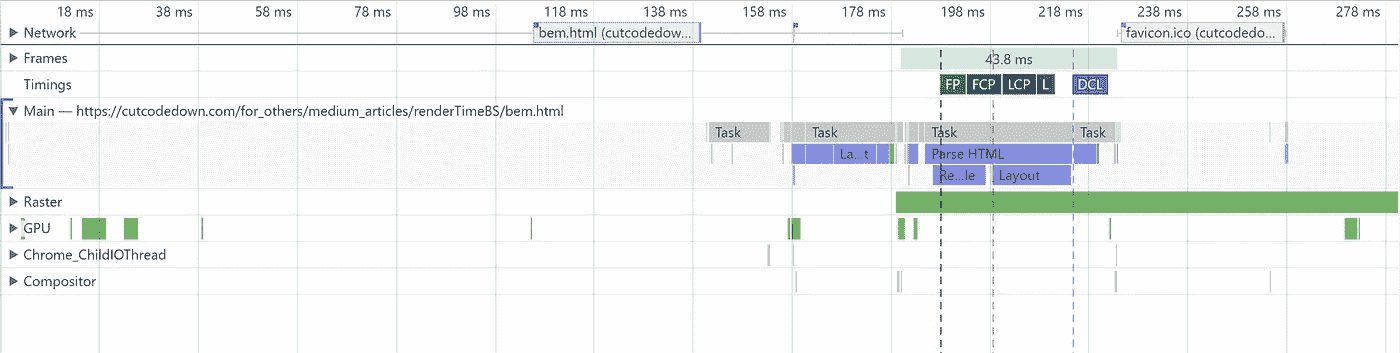 18 ms 38 ms 58 ms 78 ms 98 ms 118 ms 138 ms 158 ms 178 ms 198 ms 218 ms 238 ms 258 ms 278 ms
Network bem.html (cutcodedow... favicon.ico (cutcodedo...
Frames 43.8 ms
Timings FP FCP LCP L DCL
Main — https://cutcodedown.com/for_others/medium_articles/renderTimeBS/bem.html
Task Task Task Task
La...t Parse HTML
Re...le Layout
Raster
GPU
Chrome_ChildIOThread
Compositor